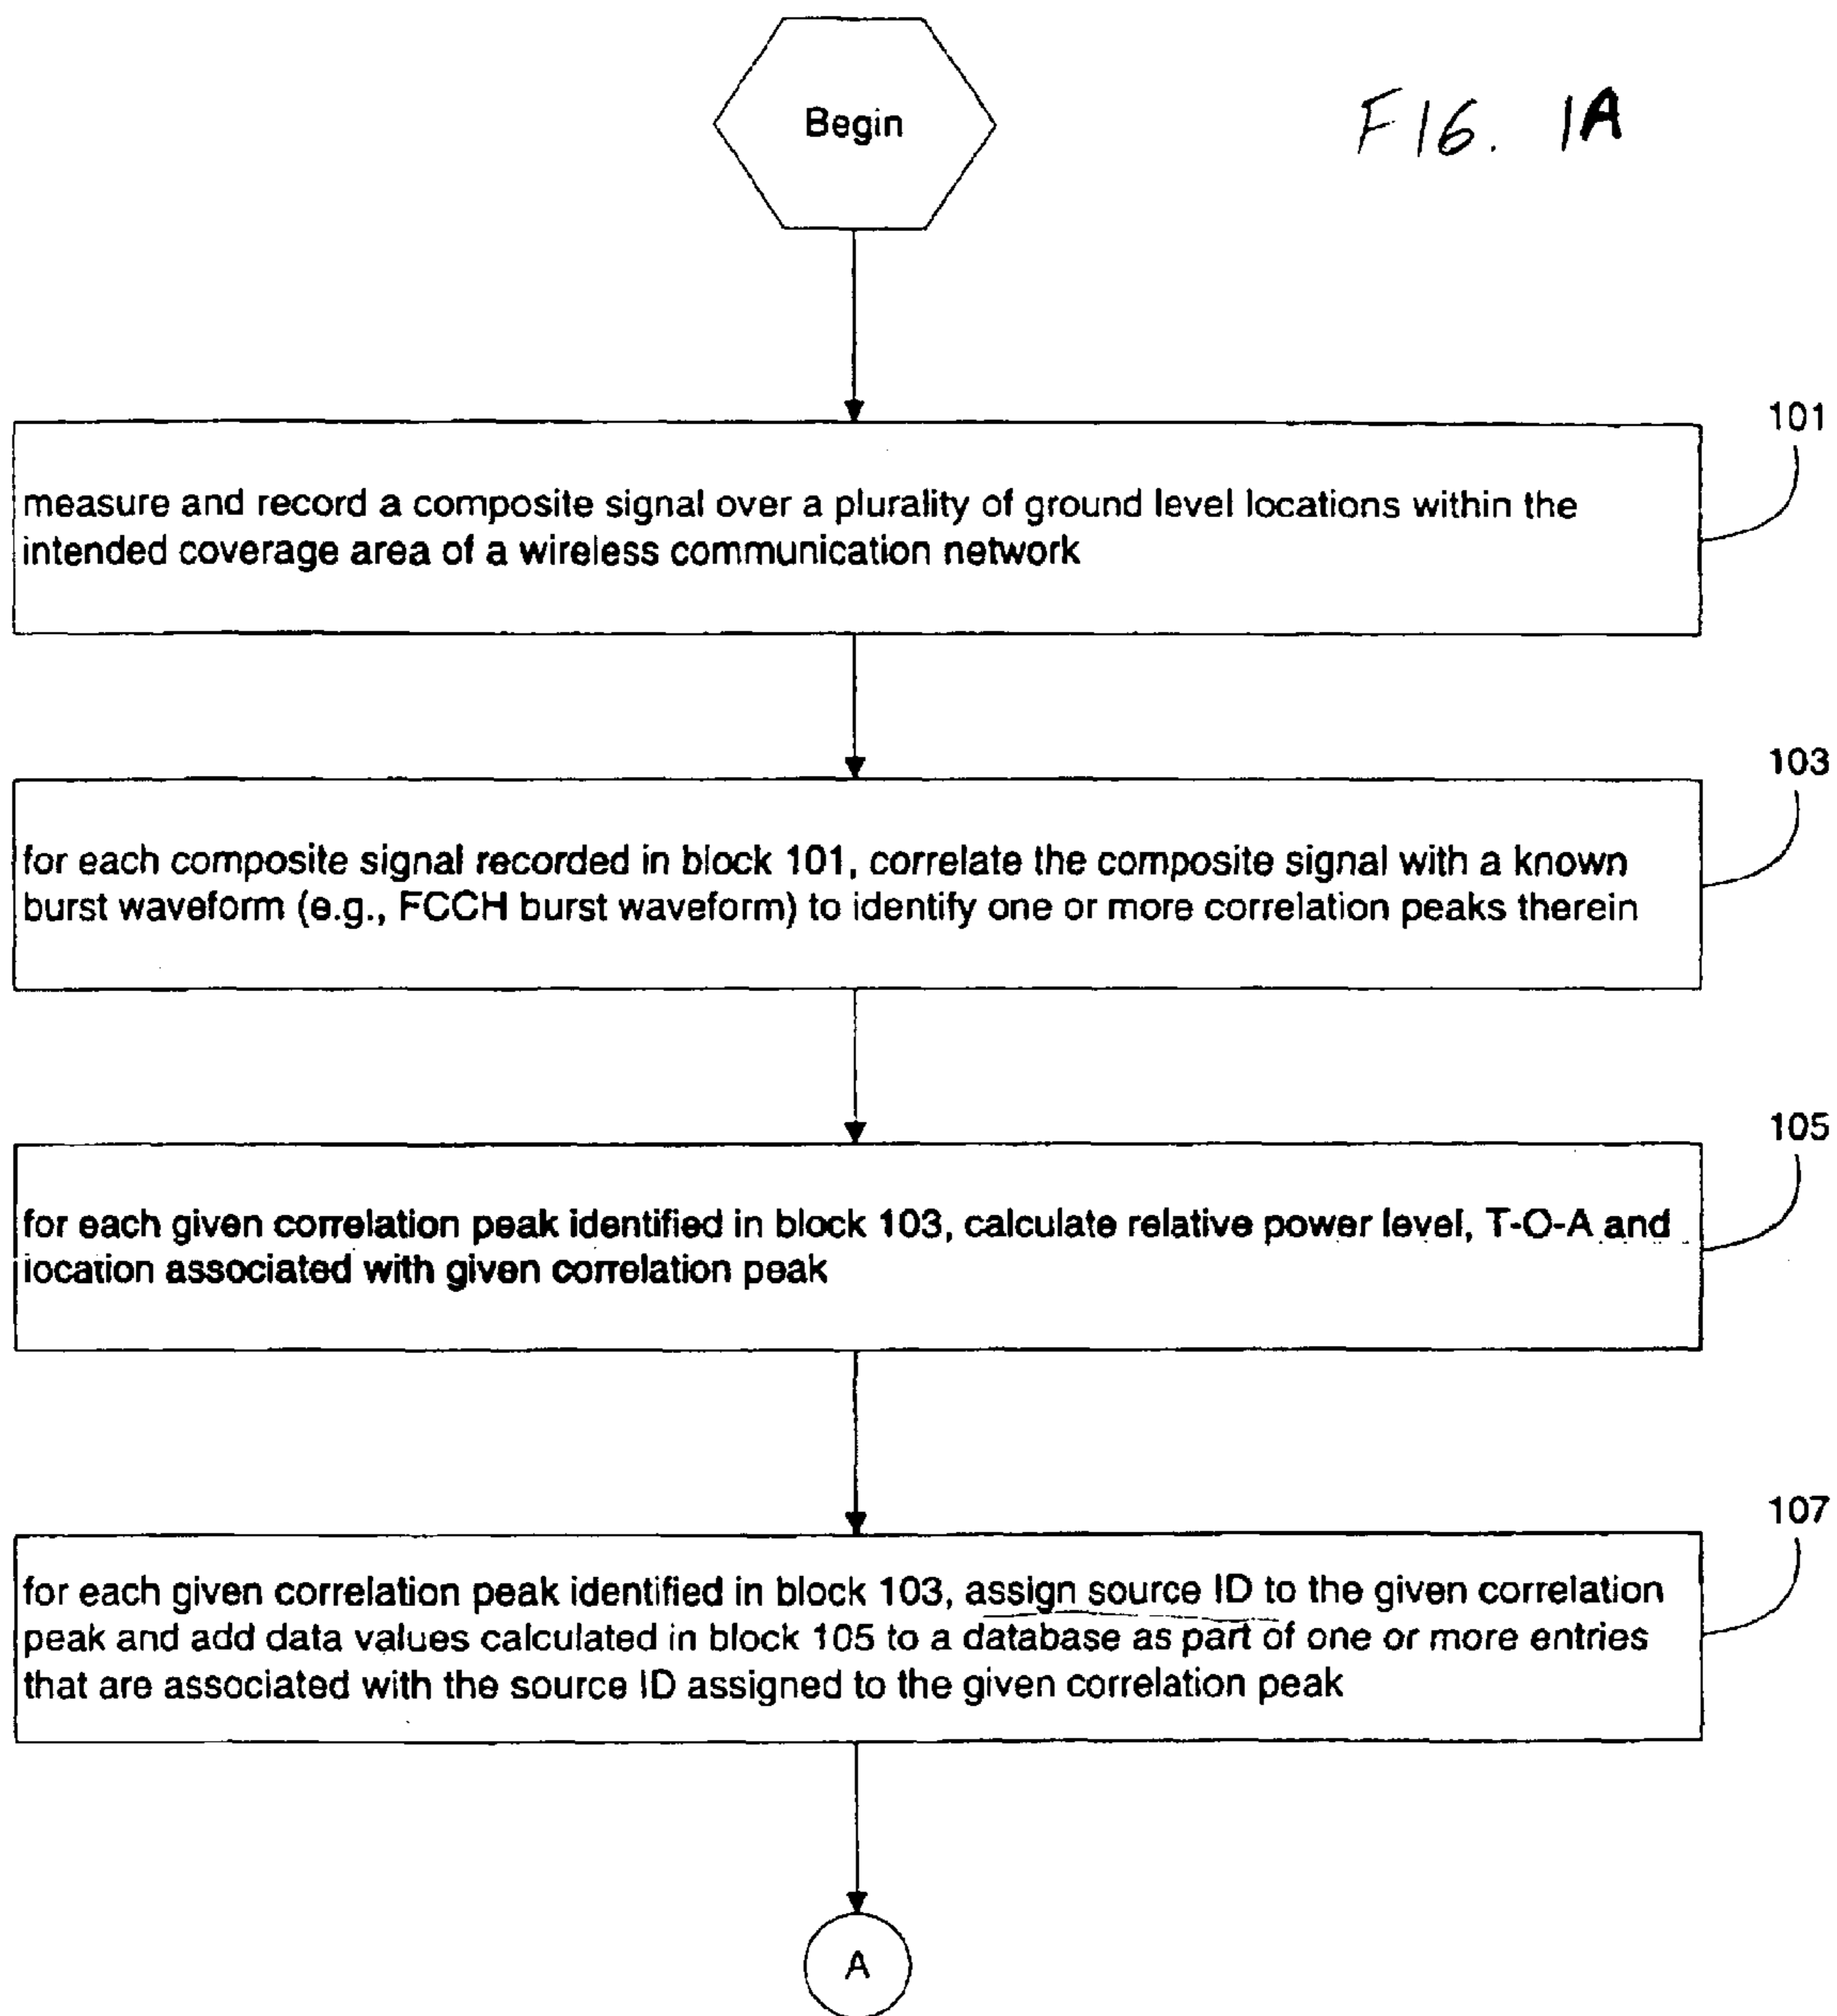 Begin
FIG. 1A
101
measure and record a composite signal over a plurality of ground level locations within the
intended coverage area of a wireless communication network
103
for each composite signal recorded in block 101, correlate the composite signal with a known
burst waveform (e.g., FCCH burst waveform) to identify one or more correlation peaks therein
105
for each given correlation peak identified in block 103, calculate relative power level, T-O-A and
location associated with given correlation peak
107
for each given correlation peak identified in block 103, assign source ID to the given correlation
peak and add data values calculated in block 105 to a database as part of one or more entries
that are associated with the source ID assigned to the given correlation peak
A